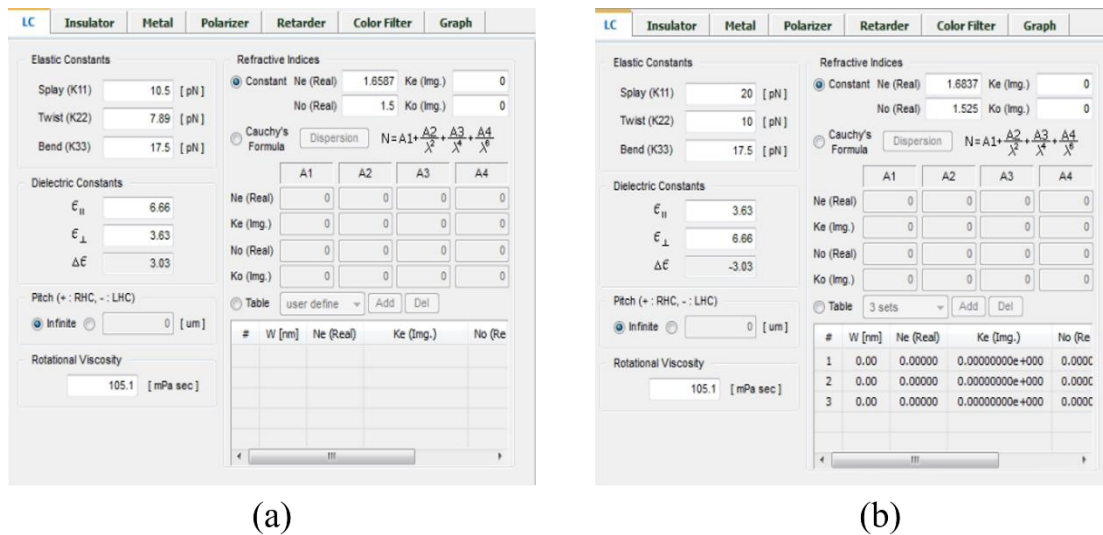 LC Insulator Metal Polarizer Retarder Color Filter Graph
Elastic Constants
Splay (K11) 10.5 [ pN ]
Twist (K22) 7.89 [ pN ]
Bend (K33) 17.5 [ pN ]
Dielectric Constants
ϵ|| 6.66
ϵ⊥ 3.63
Δϵ 3.03
Pitch (+ : RHC, - : LHC)
Infinite 0 [ um ]
Rotational Viscosity
105.1 [ mPa sec ]
Refractive Indices
Constant Ne (Real) 1.6587 Ke (Img.) 0
No (Real) 1.5 Ko (Img.) 0
Cauchy's Formula Dispersion N=A1+A2/λ²+A3/λ⁴+A4/λ⁶
A1 A2 A3 A4
Ne (Real) 0 0 0 0
Ke (Img.) 0 0 0 0
No (Real) 0 0 0 0
Ko (Img.) 0 0 0 0
Table user define Add Del
# W [nm] Ne (Real) Ke (Img.) No (Re
(a)
LC Insulator Metal Polarizer Retarder Color Filter Graph
Elastic Constants
Splay (K11) 20 [ pN ]
Twist (K22) 10 [ pN ]
Bend (K33) 17.5 [ pN ]
Dielectric Constants
ϵ|| 3.63
ϵ⊥ 6.66
Δϵ -3.03
Pitch (+ : RHC, - : LHC)
Infinite 0 [ um ]
Rotational Viscosity
105.1 [ mPa sec ]
Refractive Indices
Constant Ne (Real) 1.6837 Ke (Img.) 0
No (Real) 1.525 Ko (Img.) 0
Cauchy's Formula Dispersion N=A1+A2/λ²+A3/λ⁴+A4/λ⁶
A1 A2 A3 A4
Ne (Real) 0 0 0 0
Ke (Img.) 0 0 0 0
No (Real) 0 0 0 0
Ko (Img.) 0 0 0 0
Table 3 sets Add Del
# W [nm] Ne (Real) Ke (Img.) No (Re
1 0.00 0.00000 0.00000000e+000 0.0000
2 0.00 0.00000 0.00000000e+000 0.0000
3 0.00 0.00000 0.00000000e+000 0.0000
(b)